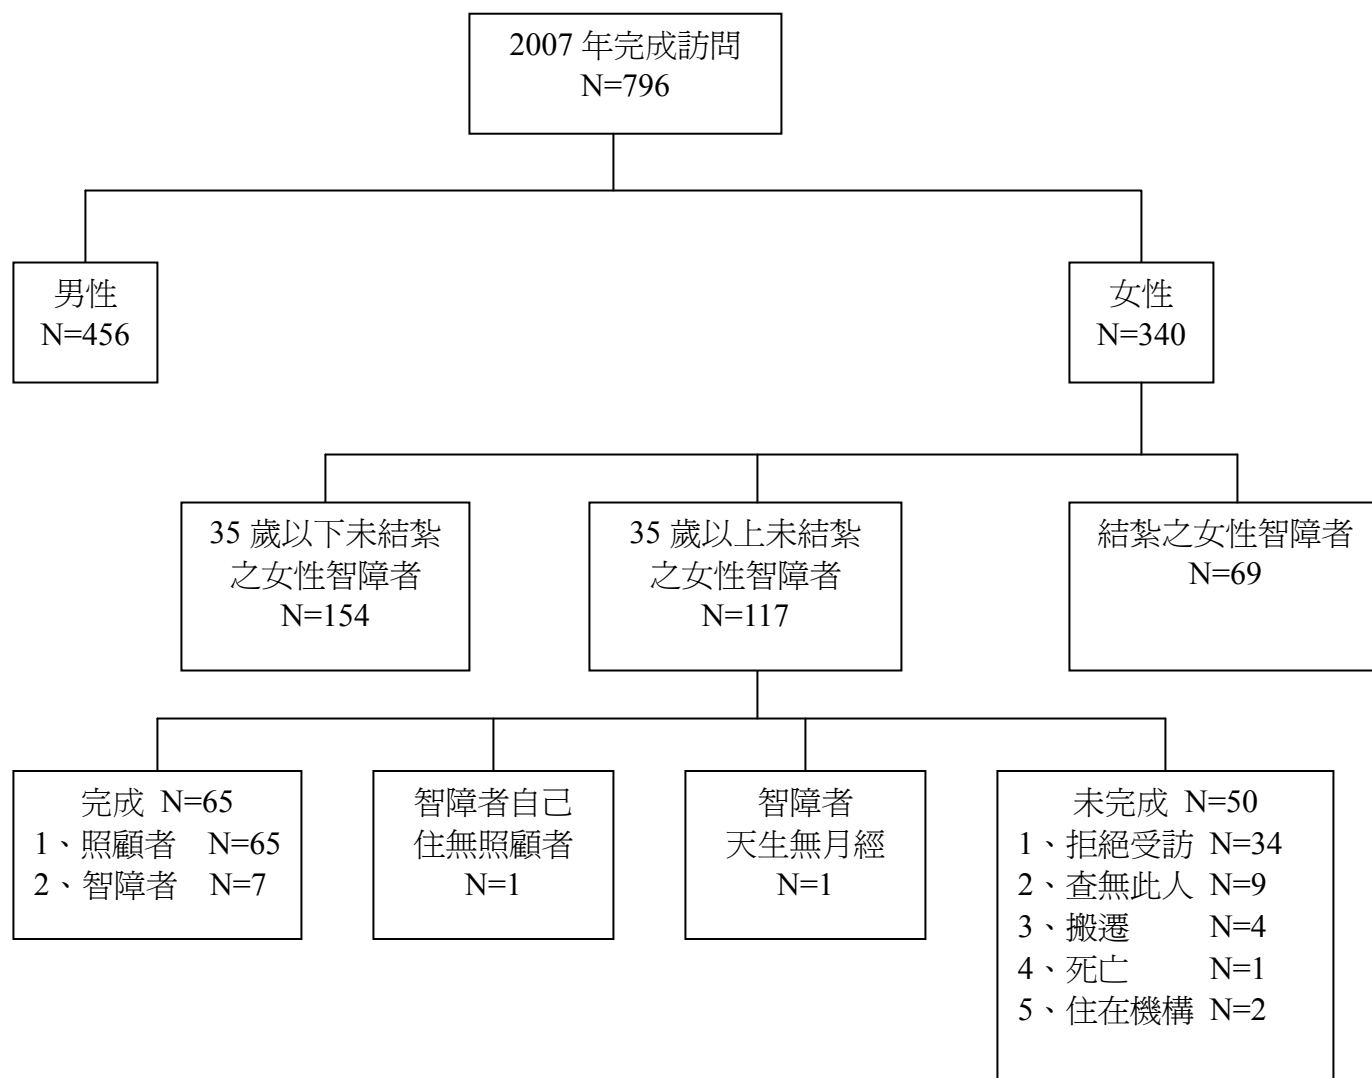 2007 年完成訪問
N=796
男性
N=456
女性
N=340
35 歲以下未結紮
之女性智障者
N=154
35 歲以上未結紮
之女性智障者
N=117
結紮之女性智障者
N=69
完成 N=65
1、照顧者 N=65
2、智障者 N=7
智障者自己
住無照顧者
N=1
智障者
天生無月經
N=1
未完成 N=50
1、拒絕受訪 N=34
2、查無此人 N=9
3、搬遷 N=4
4、死亡 N=1
5、住在機構 N=2